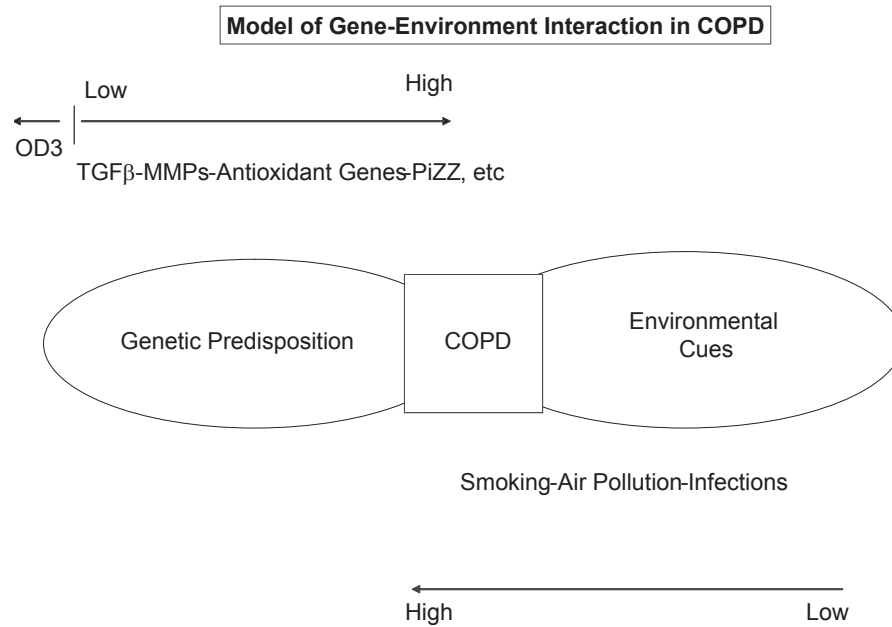 Model of Gene-Environment Interaction in COPD
Low High
OD3
TGFβ-MMPs-Antioxidant Genes-PiZZ, etc
Genetic Predisposition
COPD
Environmental
Cues
Smoking-Air Pollution-Infections
High Low